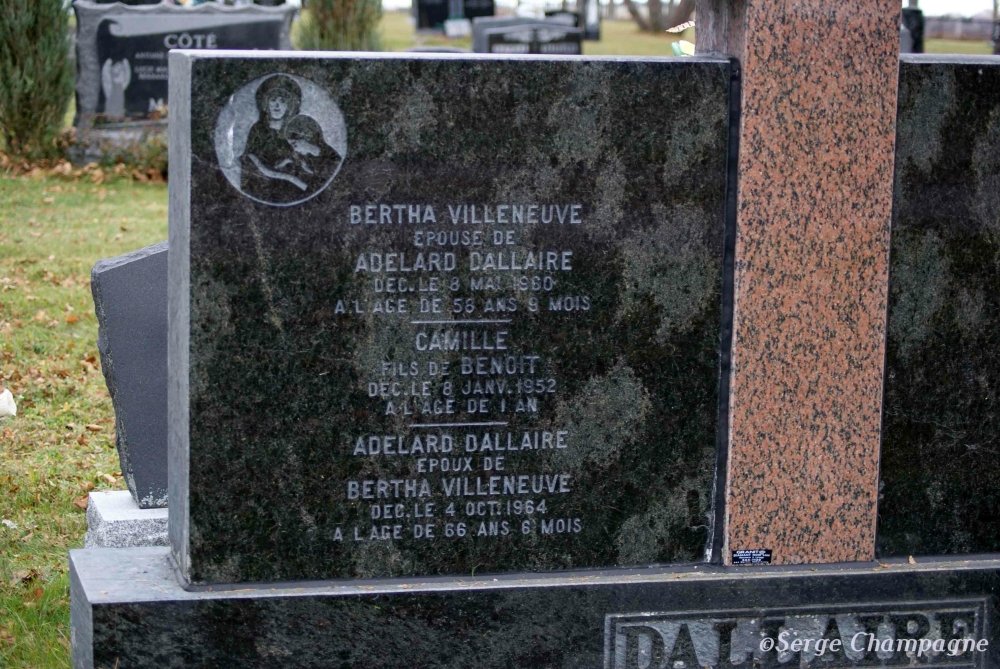 CÔTÉ
BERTHA VILLENEUVE
EPOUSE DE
ADELARD DALLAIRE
DEC. LE 8 MAI 1960
A L'AGE DE 58 ANS 9 MOIS
CAMILLE
FILS DE BENOIT
DEC. LE 8 JANV. 1952
A L'AGE DE 1 AN
ADELARD DALLAIRE
EPOUX DE
BERTHA VILLENEUVE
DEC. LE 4 OCT. 1964
A L'AGE DE 66 ANS 6 MOIS
GRANIT
DALLAIRE
©Serge Champagne